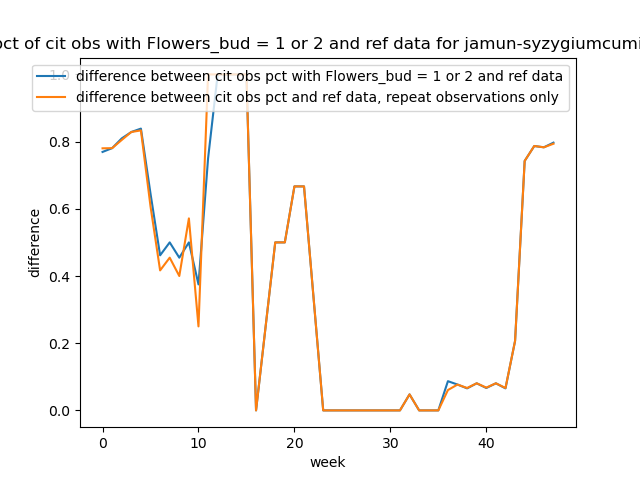 pct of cit obs with Flowers_bud = 1 or 2 and ref data for jamun-syzygiumcumi
difference between cit obs pct with Flowers_bud = 1 or 2 and ref data
difference between cit obs pct and ref data, repeat observations only
1.0
0.8
0.6
0.4
0.2
0.0
difference
0 10 20 30 40
week